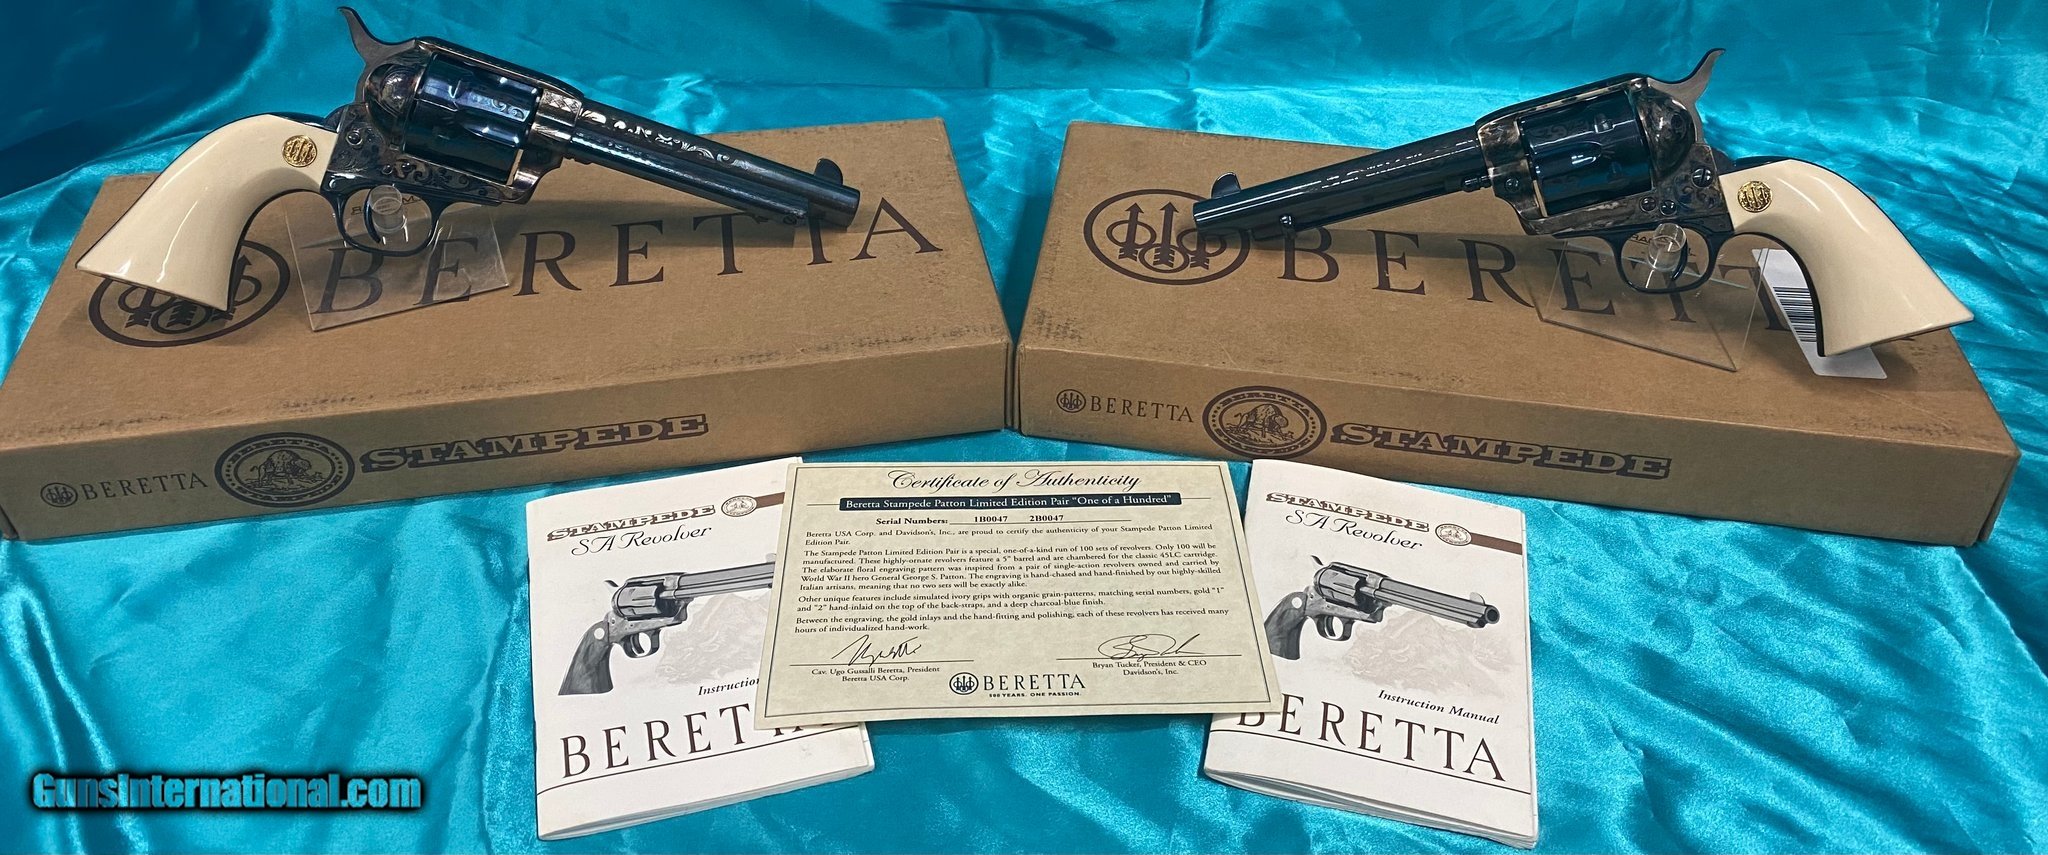 BERETTA
BERETTA
BERETTA
BERETTA
STAMPEDE
STAMPEDE
BERETTA
BERETTA
STAMPEDE
STAMPEDE
STAMPEDE
SA Revolver
Instructio
BERETTA
Certificate of Authenticity
Beretta Stampede Patton Limited Edition Pair "One of a Hundred"
Serial Numbers: 1B0047 2B0047
Beretta USA Corp. and Davidson's, Inc., are proud to certify the authenticity of your Stampede Patton Limited
Edition Pair.
The Stampede Patton Limited Edition Pair is a special, one-of-a-kind run of 100 sets of revolvers. Only 100 will be
manufactured. These highly-ornate revolvers feature a 5" barrel and are chambered for the classic 45LC cartridge.
The elaborate floral engraving pattern was inspired from a pair of single-action revolvers owned and carried by
World War II hero General George S. Patton. The engraving is hand-chased and hand-finished by our highly-skilled
Italian artisans, meaning that no two sets will be exactly alike.
Other unique features include simulated ivory grips with organic grain-patterns, matching serial numbers, gold "1"
and "2" hand-inlaid on the top of the back-straps, and a deep charcoal-blue finish.
Between the engraving, the gold inlays and the hand-fitting and polishing, each of these revolvers has received many
hours of individualized hand-work.
Cav. Ugo Gussalli Beretta, President
Beretta USA Corp.
Bryan Tucker, President & CEO
Davidson's, Inc.
BERETTA
500 YEARS. ONE PASSION.
STAMPEDE
SA Revolver
Instruction Manual
BERETTA
GunsInternational.com